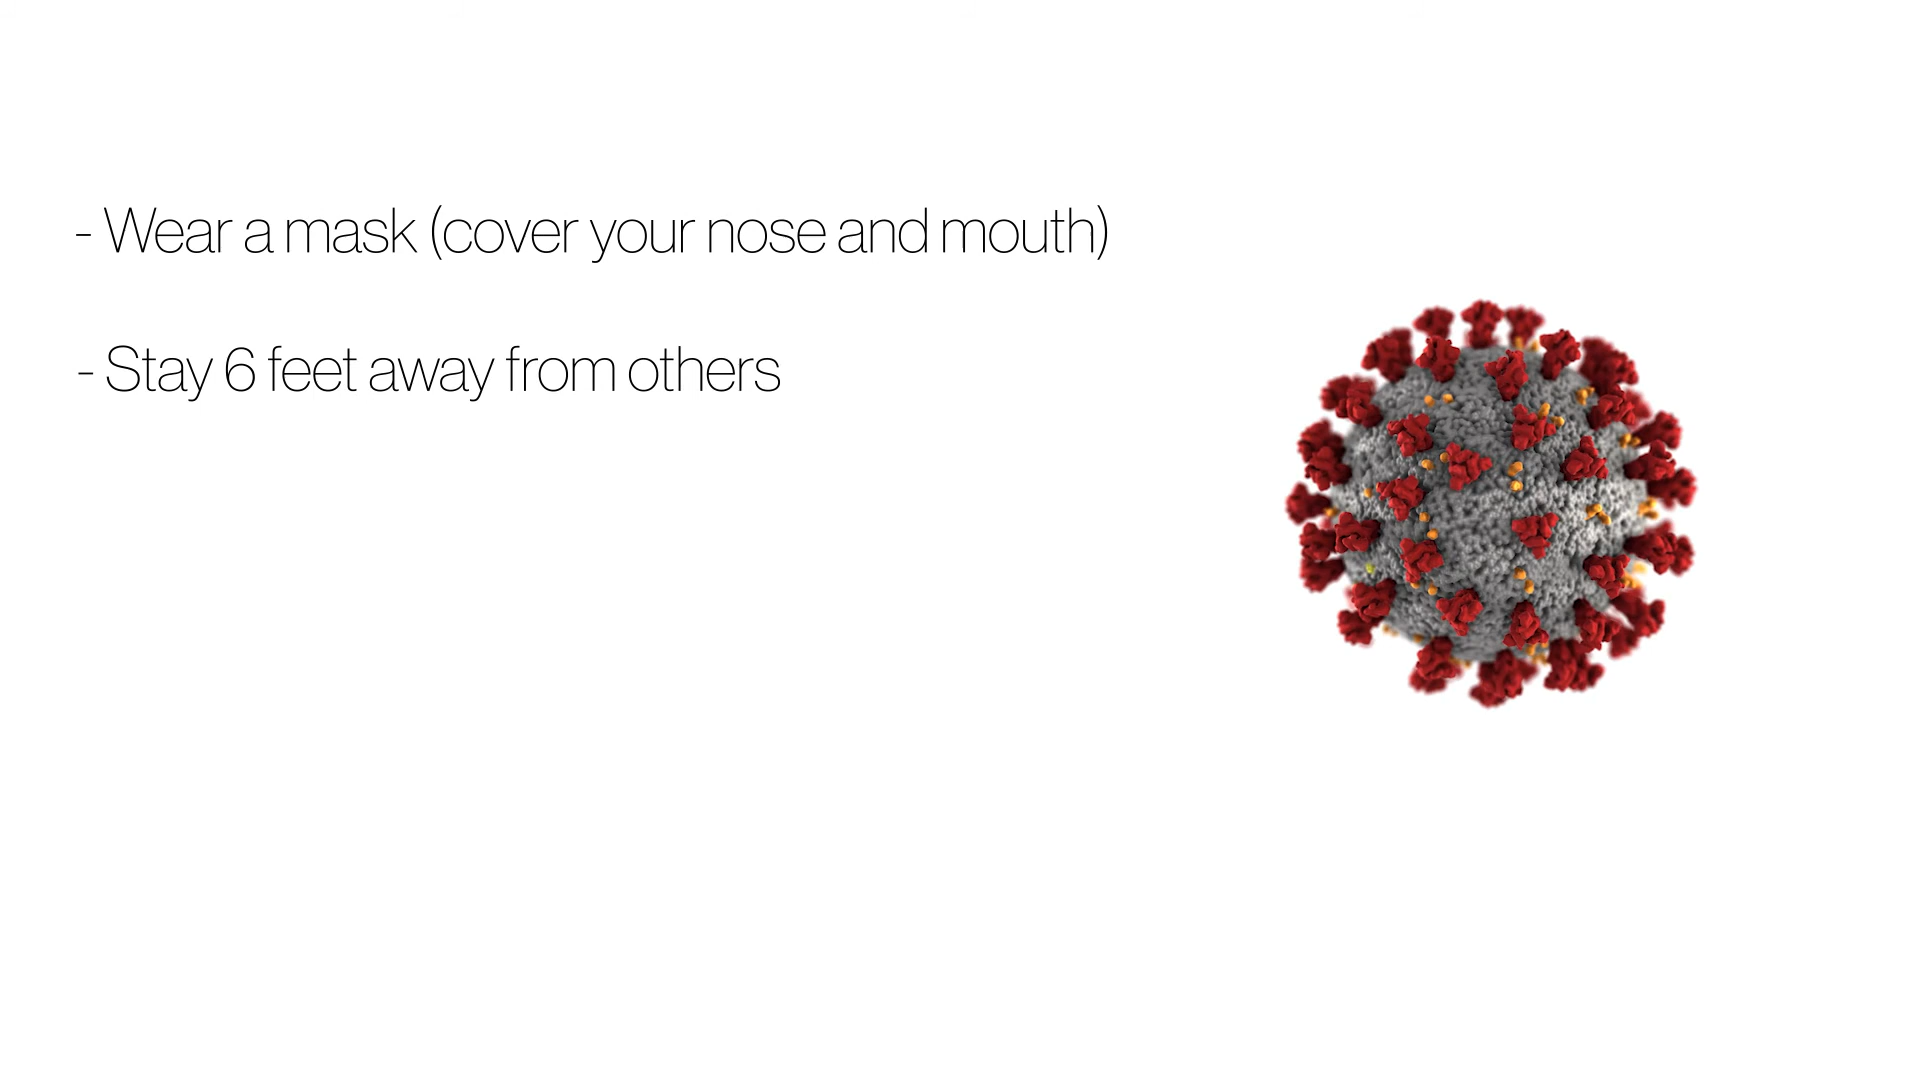 - Wear a mask (cover your nose and mouth)
- Stay 6 feet away from others